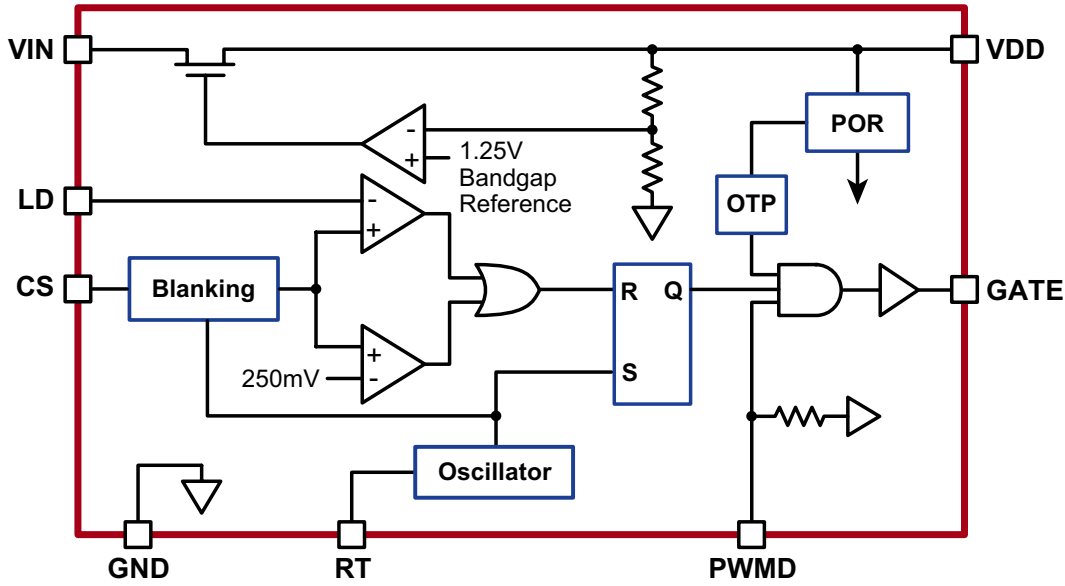 VIN
VDD
-
+
1.25V
Bandgap
Reference
POR
OTP
LD
-
+
CS
Blanking
R
Q
GATE
+
-
250mV
S
Oscillator
GND
RT
PWMD